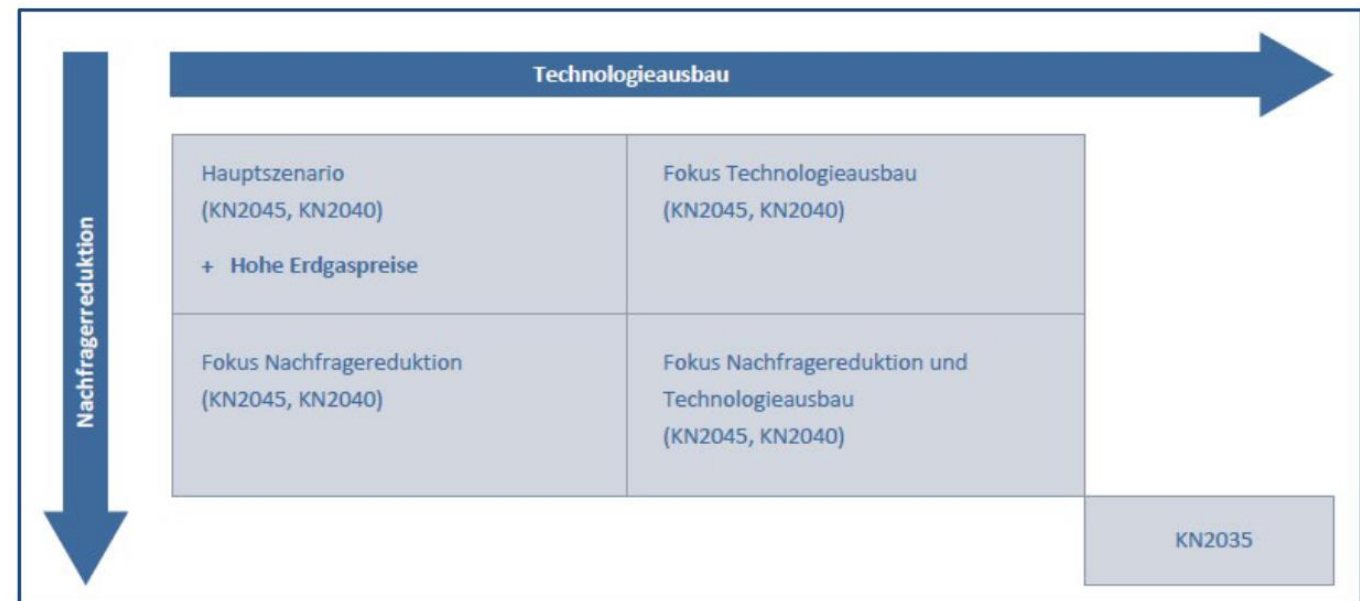 Technologieausbau
Nachfragerreduktion
Hauptszenario
(KN2045, KN2040)
+ Hohe Erdgaspreise
Fokus Technologieausbau
(KN2045, KN2040)
Fokus Nachfragereduktion
(KN2045, KN2040)
Fokus Nachfragereduktion und
Technologieausbau
(KN2045, KN2040)
KN2035